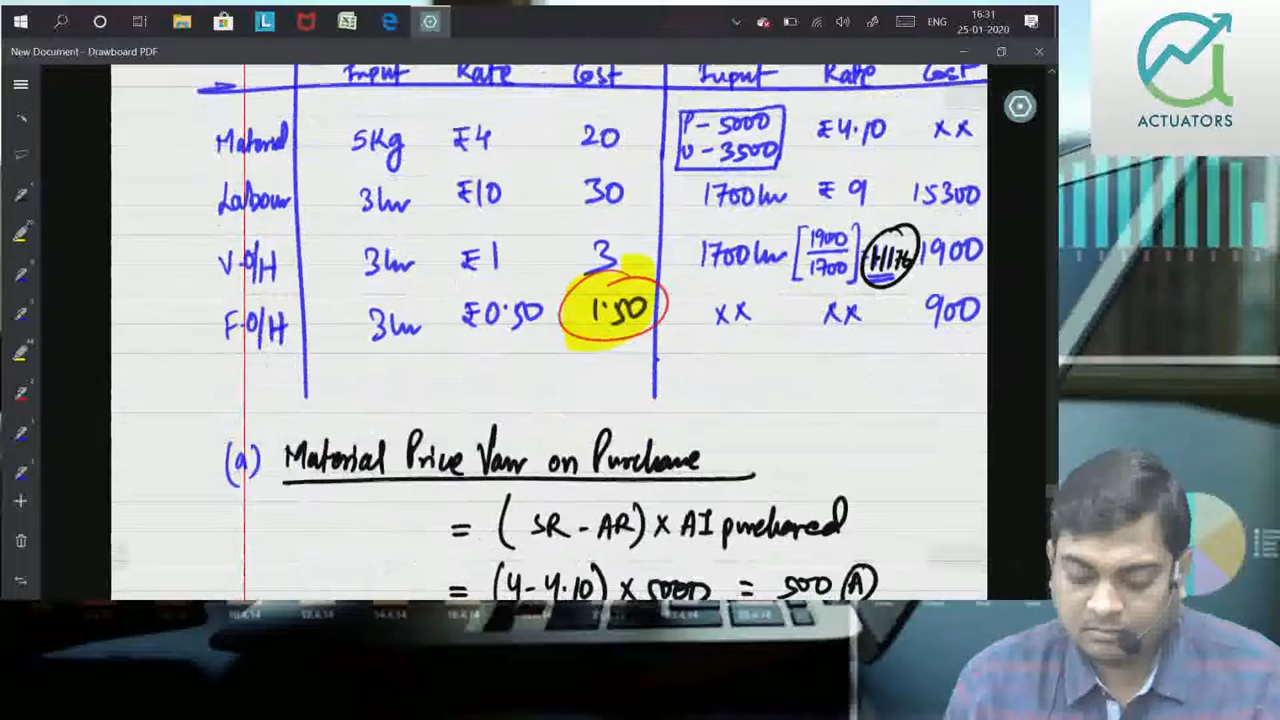 16:31
ENG
25-01-2020
New Document - Drawboard PDF
ACTUATORS
Input Rate Cost Input Rate Cost
Material 5Kg ₹4 20 P - 5000 ₹4.10 xx
U - 3500
Labour 3hr ₹10 30 1700hr ₹ 9 15300
V.O/H 3hr ₹1 3 1700hr [1900/1700] 1900
F.O/H 3hr ₹0.50 1.50 xx xx 900
(a) Material Price Varr on Purchase
= (SR - AR) x AI purchased
= (4 - 4.10) x 5000 = 500 (A)